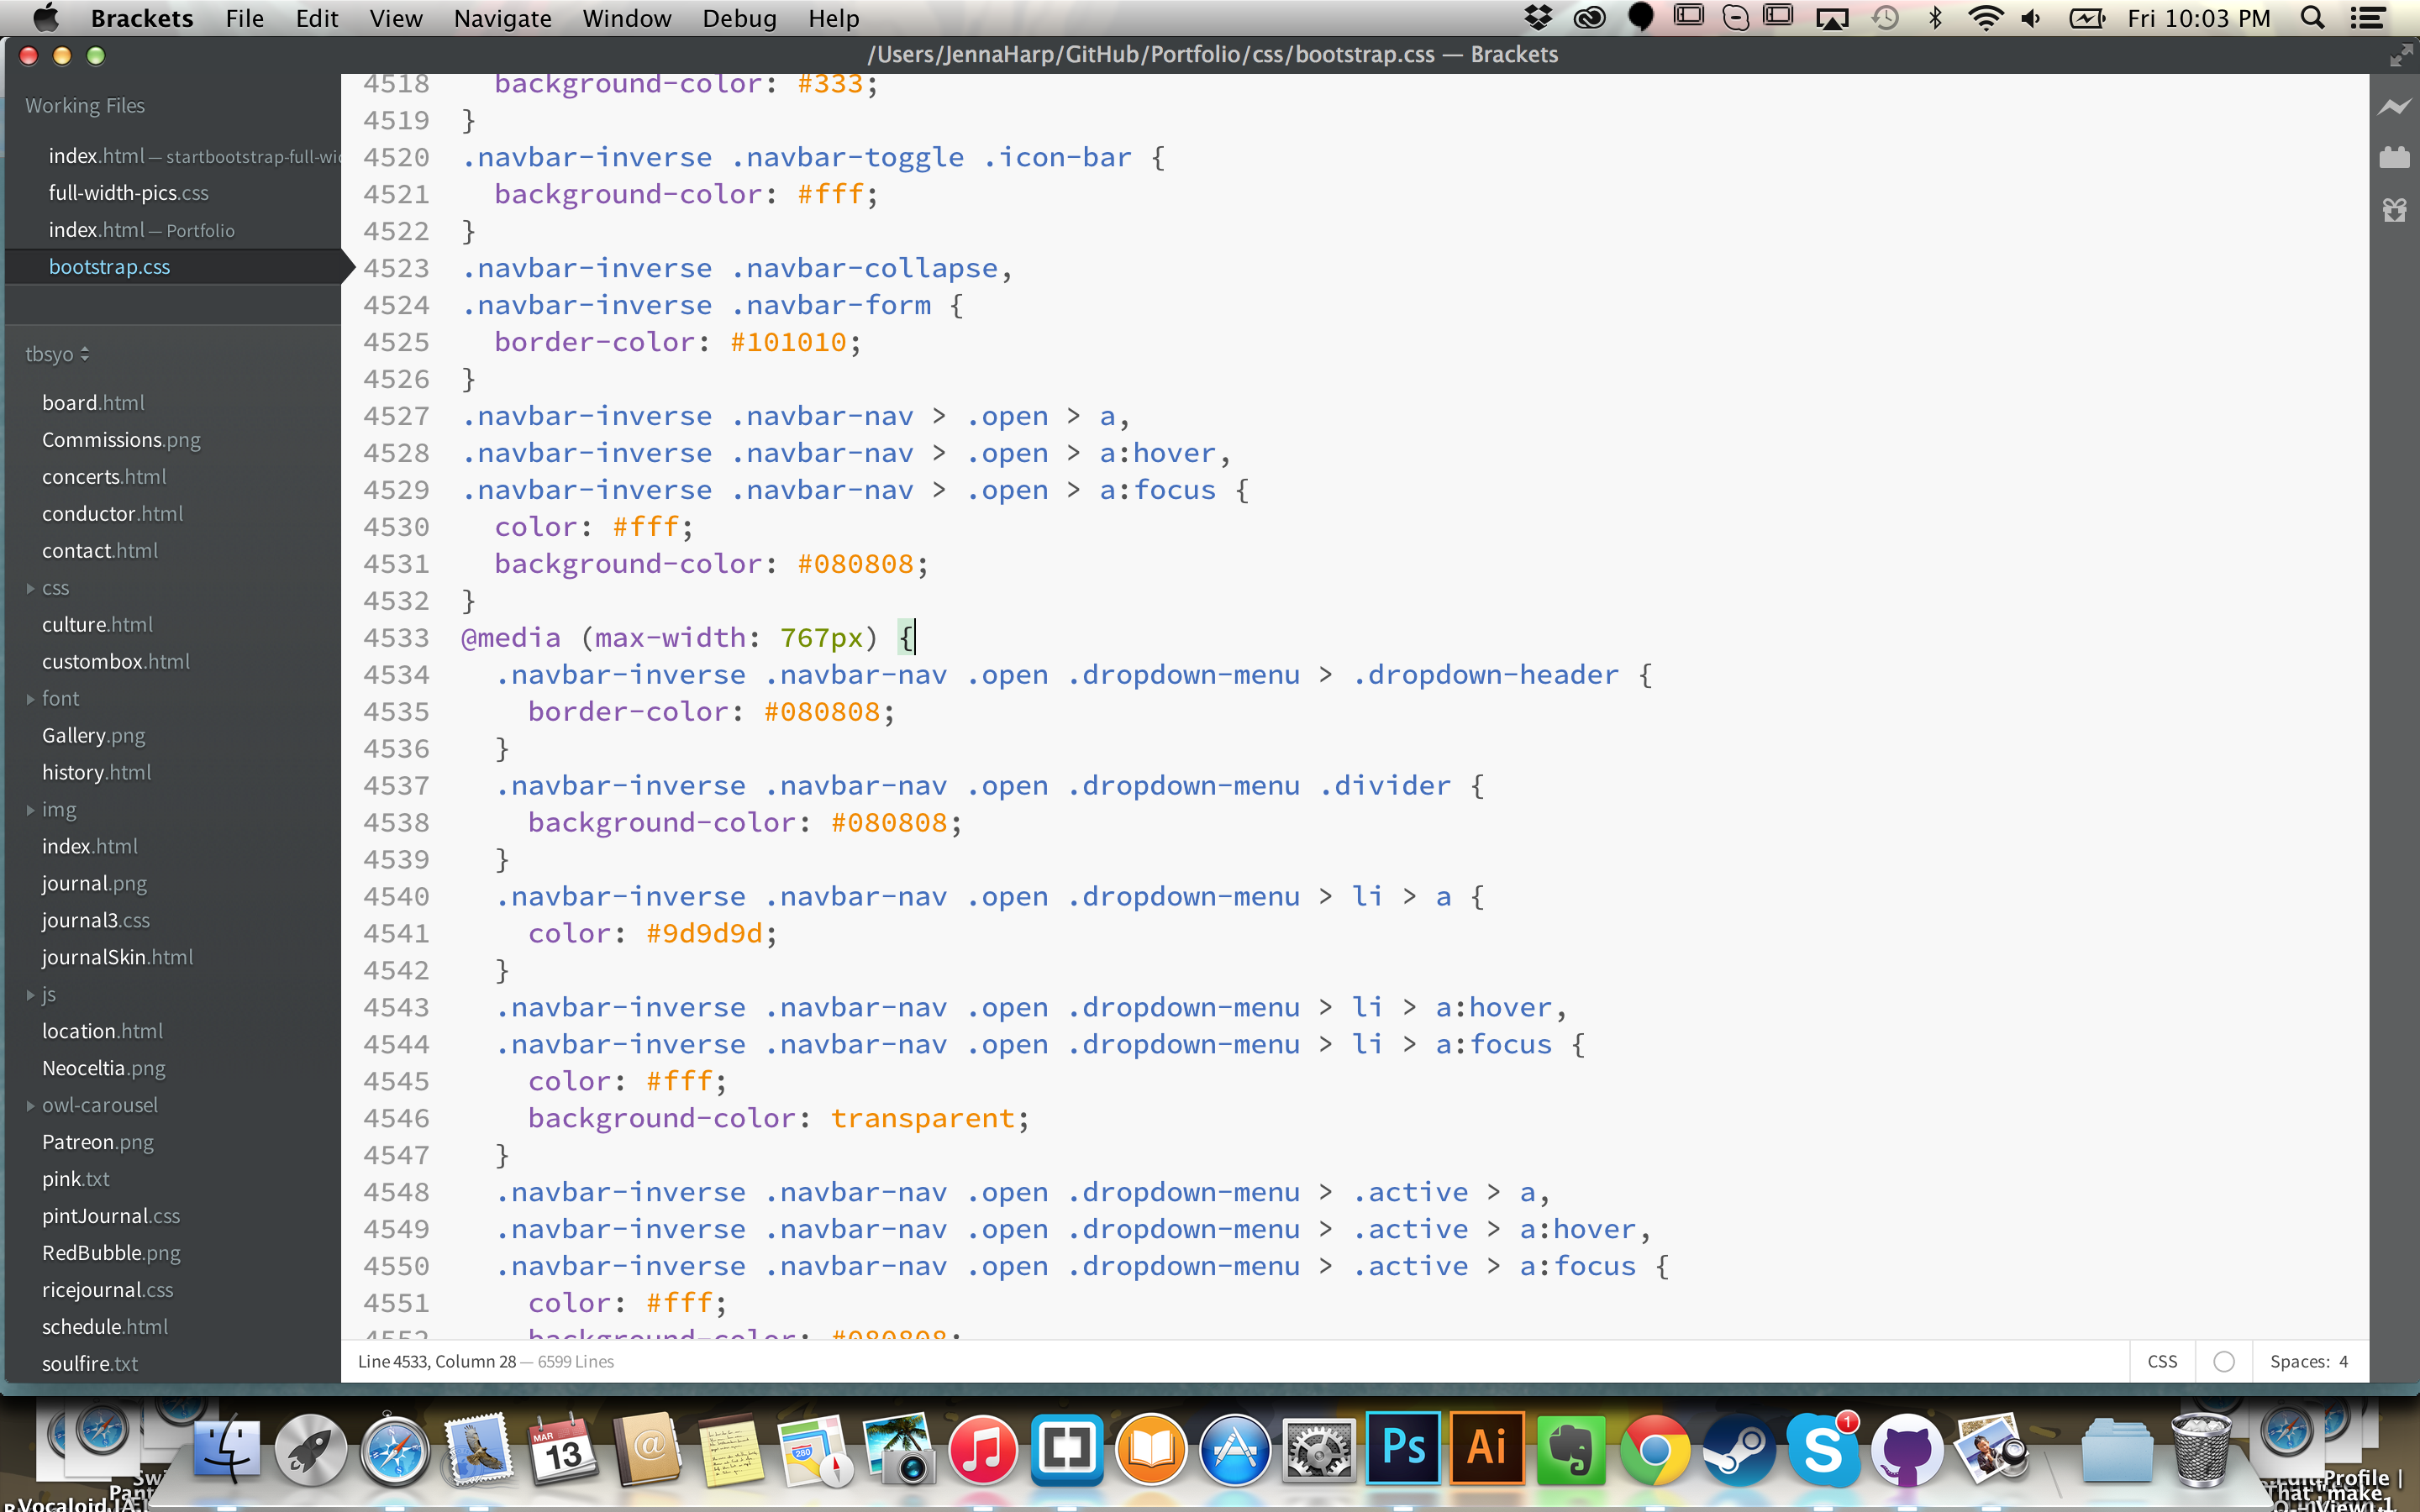 Brackets File Edit View Navigate Window Debug Help Fri 10:03 PM
/Users/JennaHarp/GitHub/Portfolio/css/bootstrap.css — Brackets
Working Files
index.html — startbootstrap-full-wi
full-width-pics.css
index.html — Portfolio
bootstrap.css
tbsyo
board.html
Commissions.png
concerts.html
conductor.html
contact.html
css
culture.html
custombox.html
font
Gallery.png
history.html
img
index.html
journal.png
journal3.css
journalSkin.html
js
location.html
Neoceltia.png
owl-carousel
Patreon.png
pink.txt
pintJournal.css
RedBubble.png
ricejournal.css
schedule.html
soulfire.txt
4518 background-color: #333;
4519 }
4520 .navbar-inverse .navbar-toggle .icon-bar {
4521 background-color: #fff;
4522 }
4523 .navbar-inverse .navbar-collapse,
4524 .navbar-inverse .navbar-form {
4525 border-color: #101010;
4526 }
4527 .navbar-inverse .navbar-nav > .open > a,
4528 .navbar-inverse .navbar-nav > .open > a:hover,
4529 .navbar-inverse .navbar-nav > .open > a:focus {
4530 color: #fff;
4531 background-color: #080808;
4532 }
4533 @media (max-width: 767px) {
4534 .navbar-inverse .navbar-nav .open .dropdown-menu > .dropdown-header {
4535 border-color: #080808;
4536 }
4537 .navbar-inverse .navbar-nav .open .dropdown-menu .divider {
4538 background-color: #080808;
4539 }
4540 .navbar-inverse .navbar-nav .open .dropdown-menu > li > a {
4541 color: #9d9d9d;
4542 }
4543 .navbar-inverse .navbar-nav .open .dropdown-menu > li > a:hover,
4544 .navbar-inverse .navbar-nav .open .dropdown-menu > li > a:focus {
4545 color: #fff;
4546 background-color: transparent;
4547 }
4548 .navbar-inverse .navbar-nav .open .dropdown-menu > .active > a,
4549 .navbar-inverse .navbar-nav .open .dropdown-menu > .active > a:hover,
4550 .navbar-inverse .navbar-nav .open .dropdown-menu > .active > a:focus {
4551 color: #fff;
4552 background-color: #080808;
Line 4533, Column 28 — 6599 Lines
CSS
Spaces: 4
MAR
13
@
280
Ps
Ai
S
1
Profile
That make